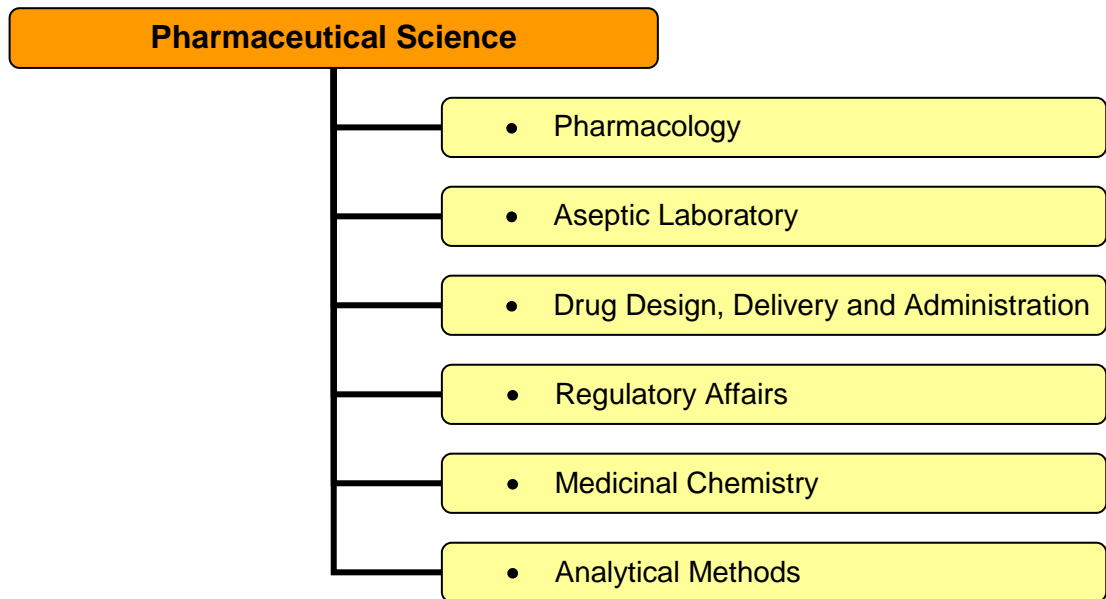 Pharmaceutical Science
• Pharmacology
• Aseptic Laboratory
• Drug Design, Delivery and Administration
• Regulatory Affairs
• Medicinal Chemistry
• Analytical Methods